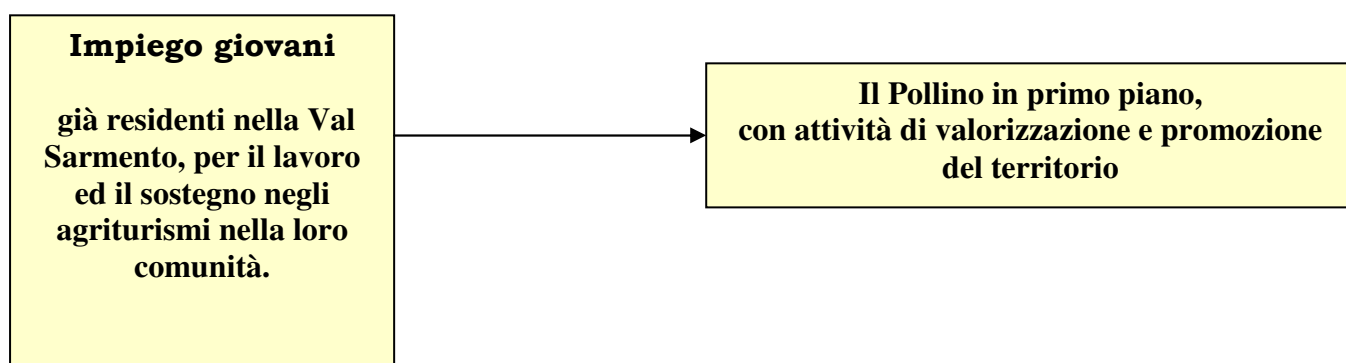 Impiego giovani
già residenti nella Val
Sarmento, per il lavoro
ed il sostegno negli
agriturismi nella loro
comunità.
Il Pollino in primo piano,
con attività di valorizzazione e promozione
del territorio